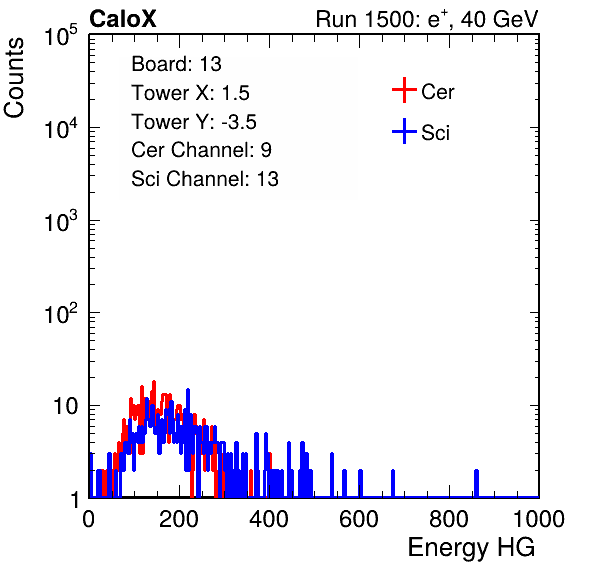 CaloX Run 1500: e⁺, 40 GeV
Counts
Board: 13
Tower X: 1.5
Tower Y: -3.5
Cer Channel: 9
Sci Channel: 13
Cer
Sci
10⁵
10⁴
10³
10²
10
1
0 200 400 600 800 1000
Energy HG